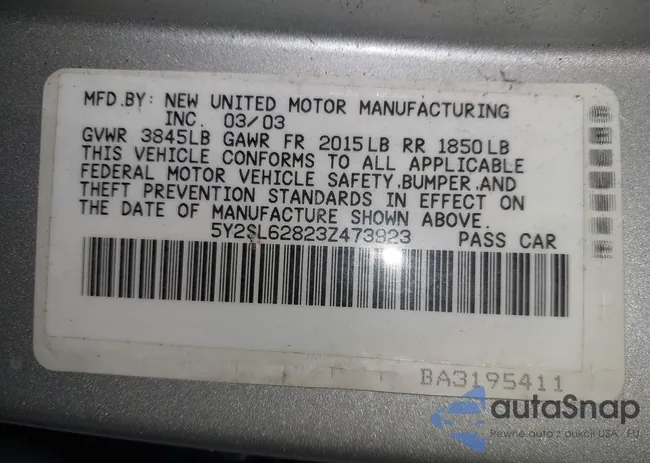 MFD.BY: NEW UNITED MOTOR MANUFACTURING
INC. 03/03
GVWR 3845LB GAWR FR 2015LB RR 1850LB
THIS VEHICLE CONFORMS TO ALL APPLICABLE
FEDERAL MOTOR VEHICLE SAFETY,BUMPER,AND
THEFT PREVENTION STANDARDS IN EFFECT ON
THE DATE OF MANUFACTURE SHOWN ABOVE.
5Y2SL62823Z473923 PASS CAR
BA3195411
autaSnap
Pewne auta z aukcji USA i EU